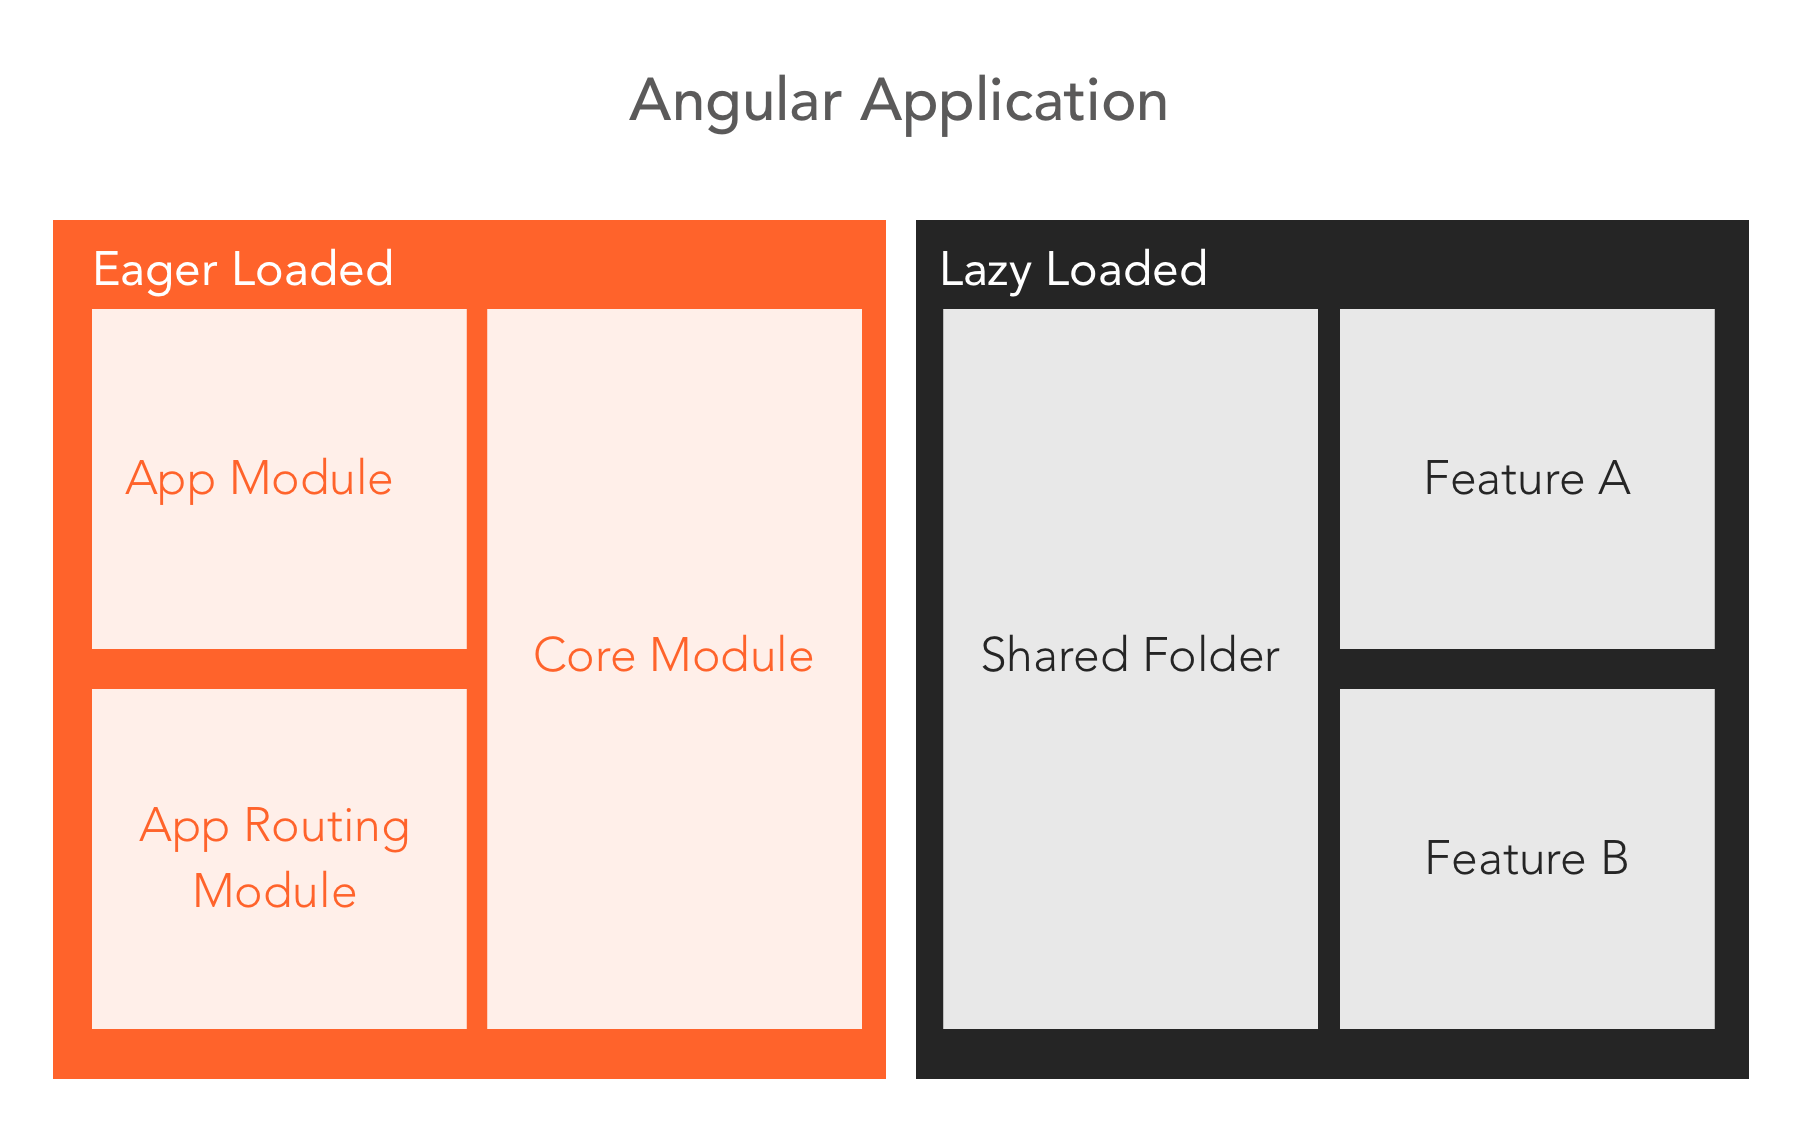 Angular Application
Eager Loaded
App Module
App Routing
Module
Core Module
Lazy Loaded
Shared Folder
Feature A
Feature B